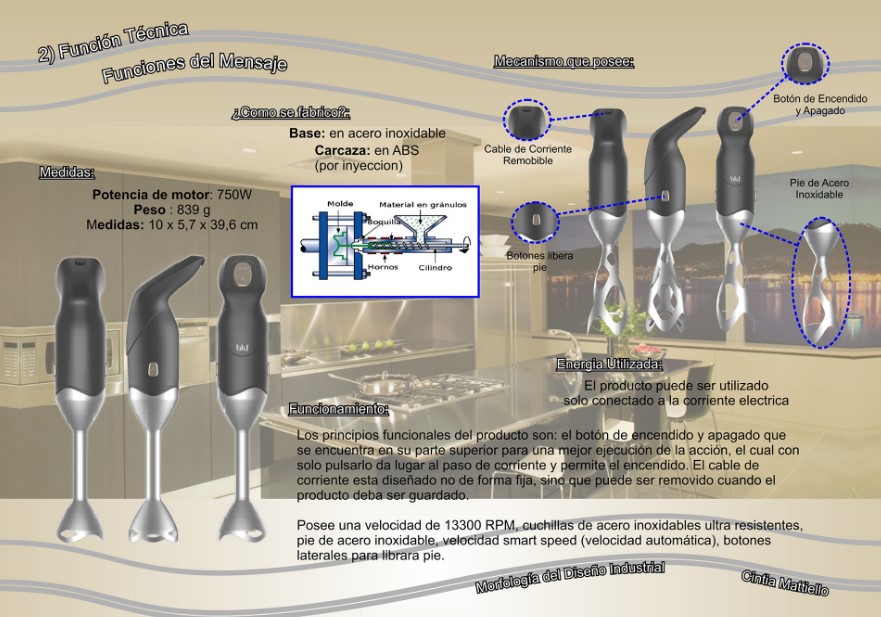 2) Función Técnica
Funciones del Mensaje
¿Como se fabrico?:
Base: en acero inoxidable
Carcaza: en ABS
(por inyeccion)
Medidas:
Potencia de motor: 750W
Peso : 839 g
Medidas: 10 x 5,7 x 39,6 cm
Molde
Material en gránulos
Boquilla
Hornos
Cilindro
Mecanismo que posee:
Botón de Encendido
y Apagado
Cable de Corriente
Remobible
Pie de Acero
Inoxidable
Botones libera
pie
Energia Utilizada:
El producto puede ser utilizado
solo conectado a la corriente electrica
Funcionamiento:
Los principios funcionales del producto son: el botón de encendido y apagado que
se encuentra en su parte superior para una mejor ejecución de la acción, el cual con
solo pulsarlo da lugar al paso de corriente y permite el encendido. El cable de
corriente esta diseñado no de forma fija, sino que puede ser removido cuando el
producto deba ser guardado.
Posee una velocidad de 13300 RPM, cuchillas de acero inoxidables ultra resistentes,
pie de acero inoxidable, velocidad smart speed (velocidad automática), botones
laterales para librara pie.
Morfología del Diseño Industrial
Cintia Mattiello